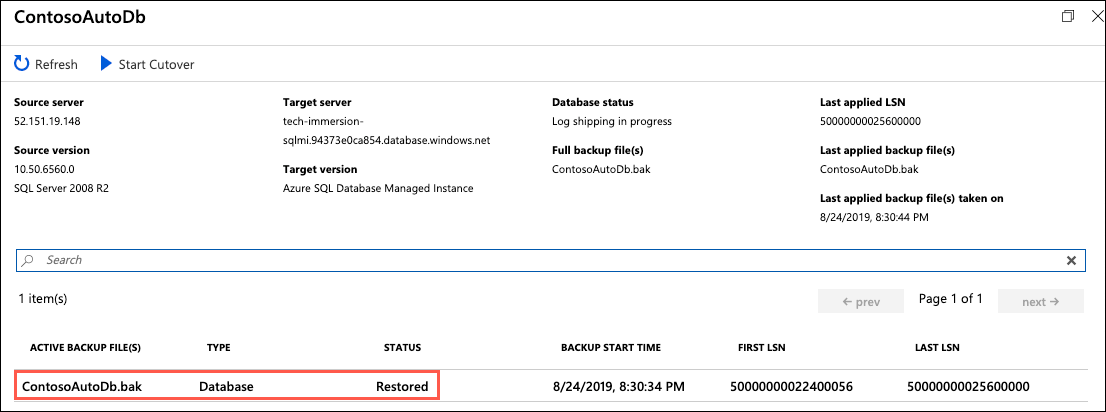 ContosoAutoDb
Refresh
Start Cutover
Source server
52.151.19.148
Source version
10.50.6560.0
SQL Server 2008 R2
Target server
tech-immersion-
sqlmi.94373e0ca854.database.windows.net
Target version
Azure SQL Database Managed Instance
Database status
Log shipping in progress
Full backup file(s)
ContosoAutoDb.bak
Last applied LSN
50000000025600000
Last applied backup file(s)
ContosoAutoDb.bak
Last applied backup file(s) taken on
8/24/2019, 8:30:44 PM
Search
1 item(s)
← prev Page 1 of 1 next →
ACTIVE BACKUP FILE(S) TYPE STATUS BACKUP START TIME FIRST LSN LAST LSN
ContosoAutoDb.bak Database Restored 8/24/2019, 8:30:34 PM 50000000022400056 50000000025600000